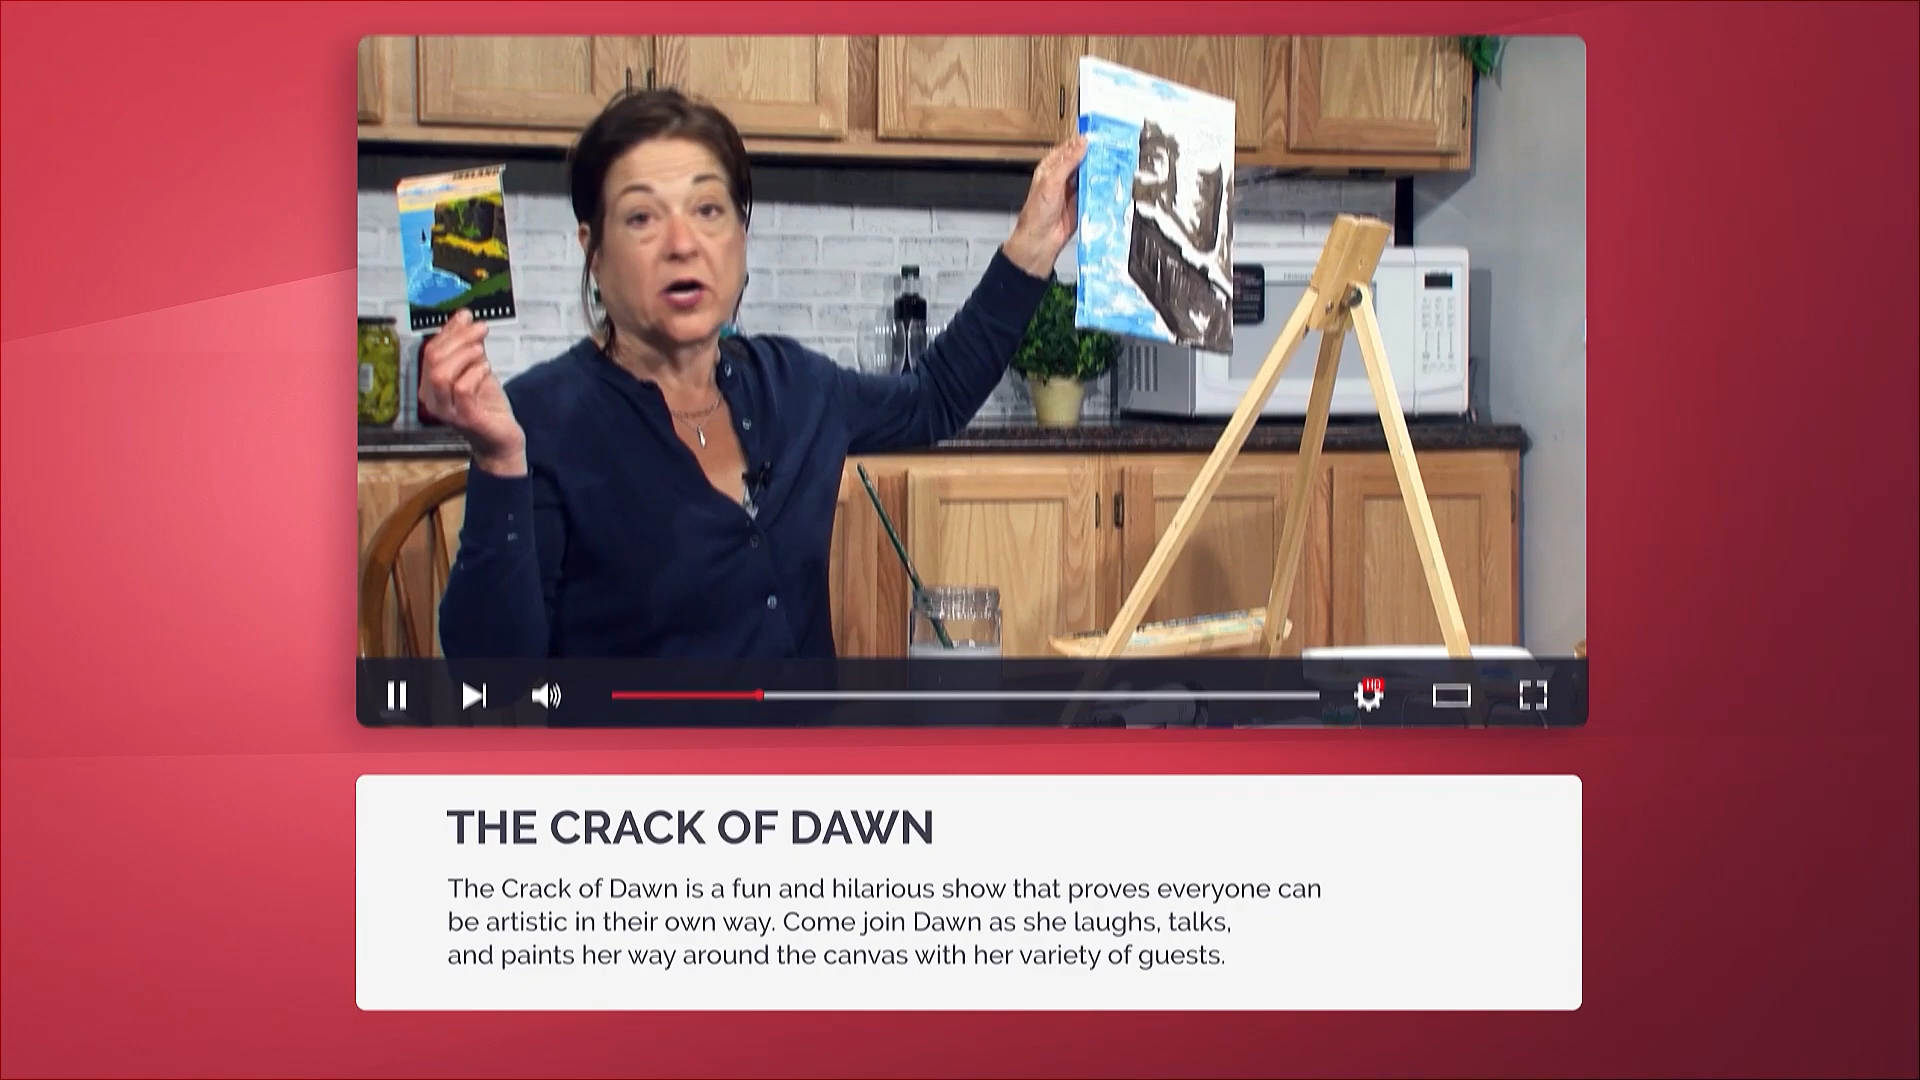 IRELAND
HD
THE CRACK OF DAWN
The Crack of Dawn is a fun and hilarious show that proves everyone can
be artistic in their own way. Come join Dawn as she laughs, talks,
and paints her way around the canvas with her variety of guests.